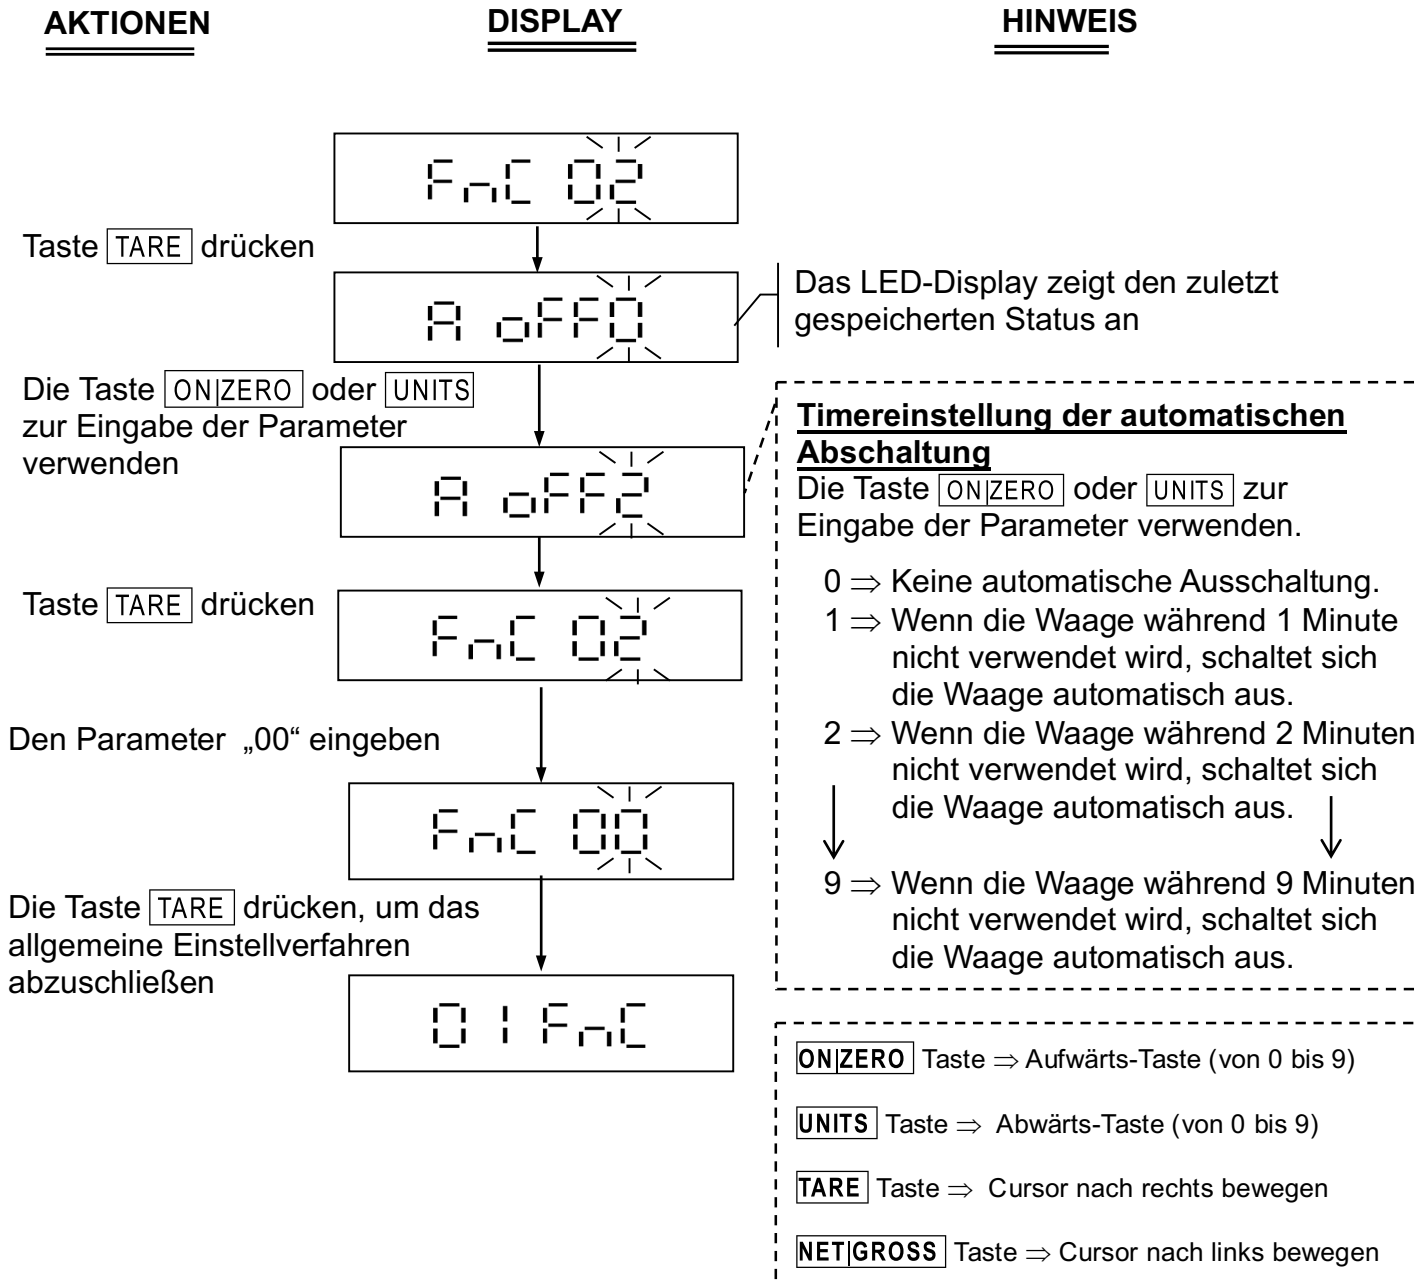 AKTIONEN
DISPLAY
HINWEIS
FnC 02
Taste TARE drücken
A oFF0
Das LED-Display zeigt den zuletzt
gespeicherten Status an
Die Taste ON|ZERO oder UNITS
zur Eingabe der Parameter
verwenden
A oFF2
Taste TARE drücken
FnC 02
Den Parameter „00“ eingeben
FnC 00
Die Taste TARE drücken, um das
allgemeine Einstellverfahren
abzuschließen
01FnC
Timereinstellung der automatischen
Abschaltung
Die Taste ON|ZERO oder UNITS zur
Eingabe der Parameter verwenden.
0 ⇒ Keine automatische Ausschaltung.
1 ⇒ Wenn die Waage während 1 Minute
nicht verwendet wird, schaltet sich
die Waage automatisch aus.
2 ⇒ Wenn die Waage während 2 Minuten
nicht verwendet wird, schaltet sich
die Waage automatisch aus.
9 ⇒ Wenn die Waage während 9 Minuten
nicht verwendet wird, schaltet sich
die Waage automatisch aus.
ON|ZERO Taste ⇒ Aufwärts-Taste (von 0 bis 9)
UNITS Taste ⇒ Abwärts-Taste (von 0 bis 9)
TARE Taste ⇒ Cursor nach rechts bewegen
NET|GROSS Taste ⇒ Cursor nach links bewegen